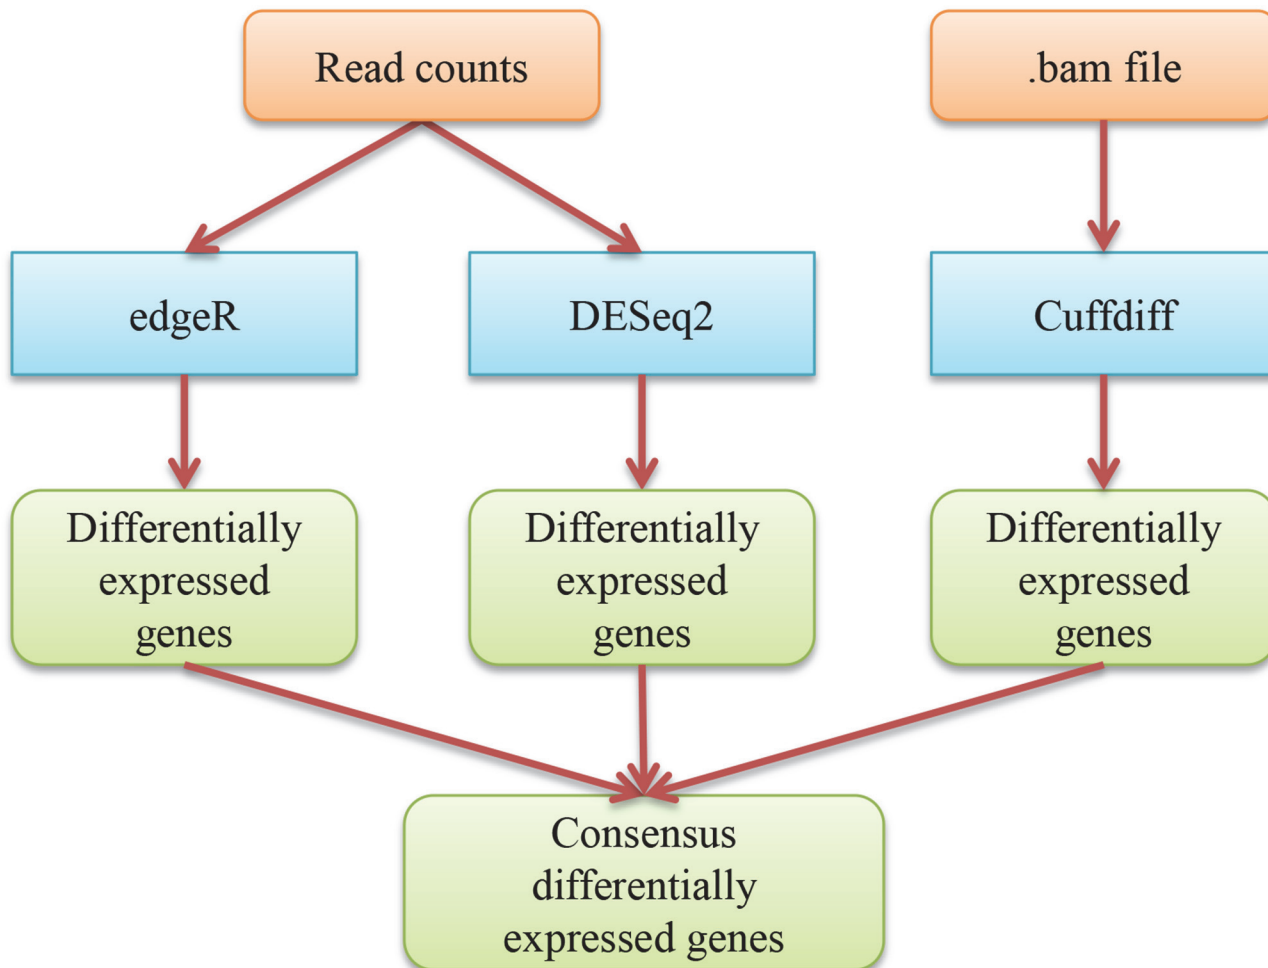 Read counts
.bam file
edgeR
DESeq2
Cuffdiff
Differentially
expressed
genes
Differentially
expressed
genes
Differentially
expressed
genes
Consensus
differentially
expressed genes